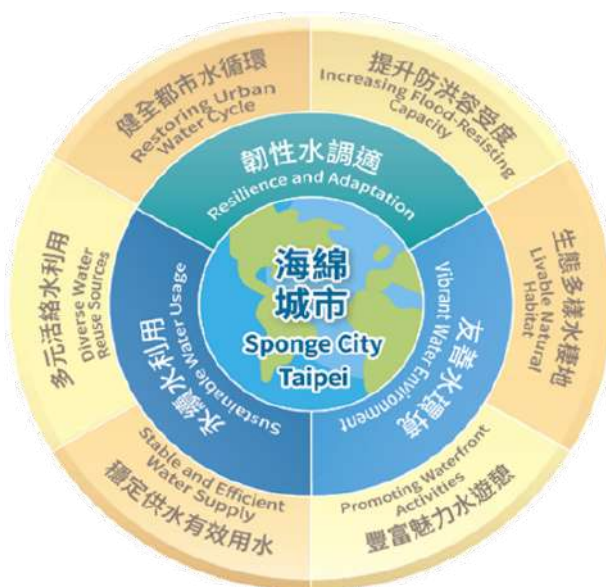 海綿
城市
Sponge City
Taipei
韌性水調適
Resilience and Adaptation
友善水環境
Vibrant Water Environment
永續水利用
Sustainable Water Usage
健全都市水循環
Restoring Urban
Water Cycle
提升防洪容受度
Increasing Flood-Resisting
Capacity
生態多樣水棲地
Livable Natural
Habitat
Promoting Waterfront
Activities
豐富魅力水遊憩
Stable and Efficient
Water Supply
穩定供水有效用水
多元活絡水利用
Diverse Water
Reuse Sources